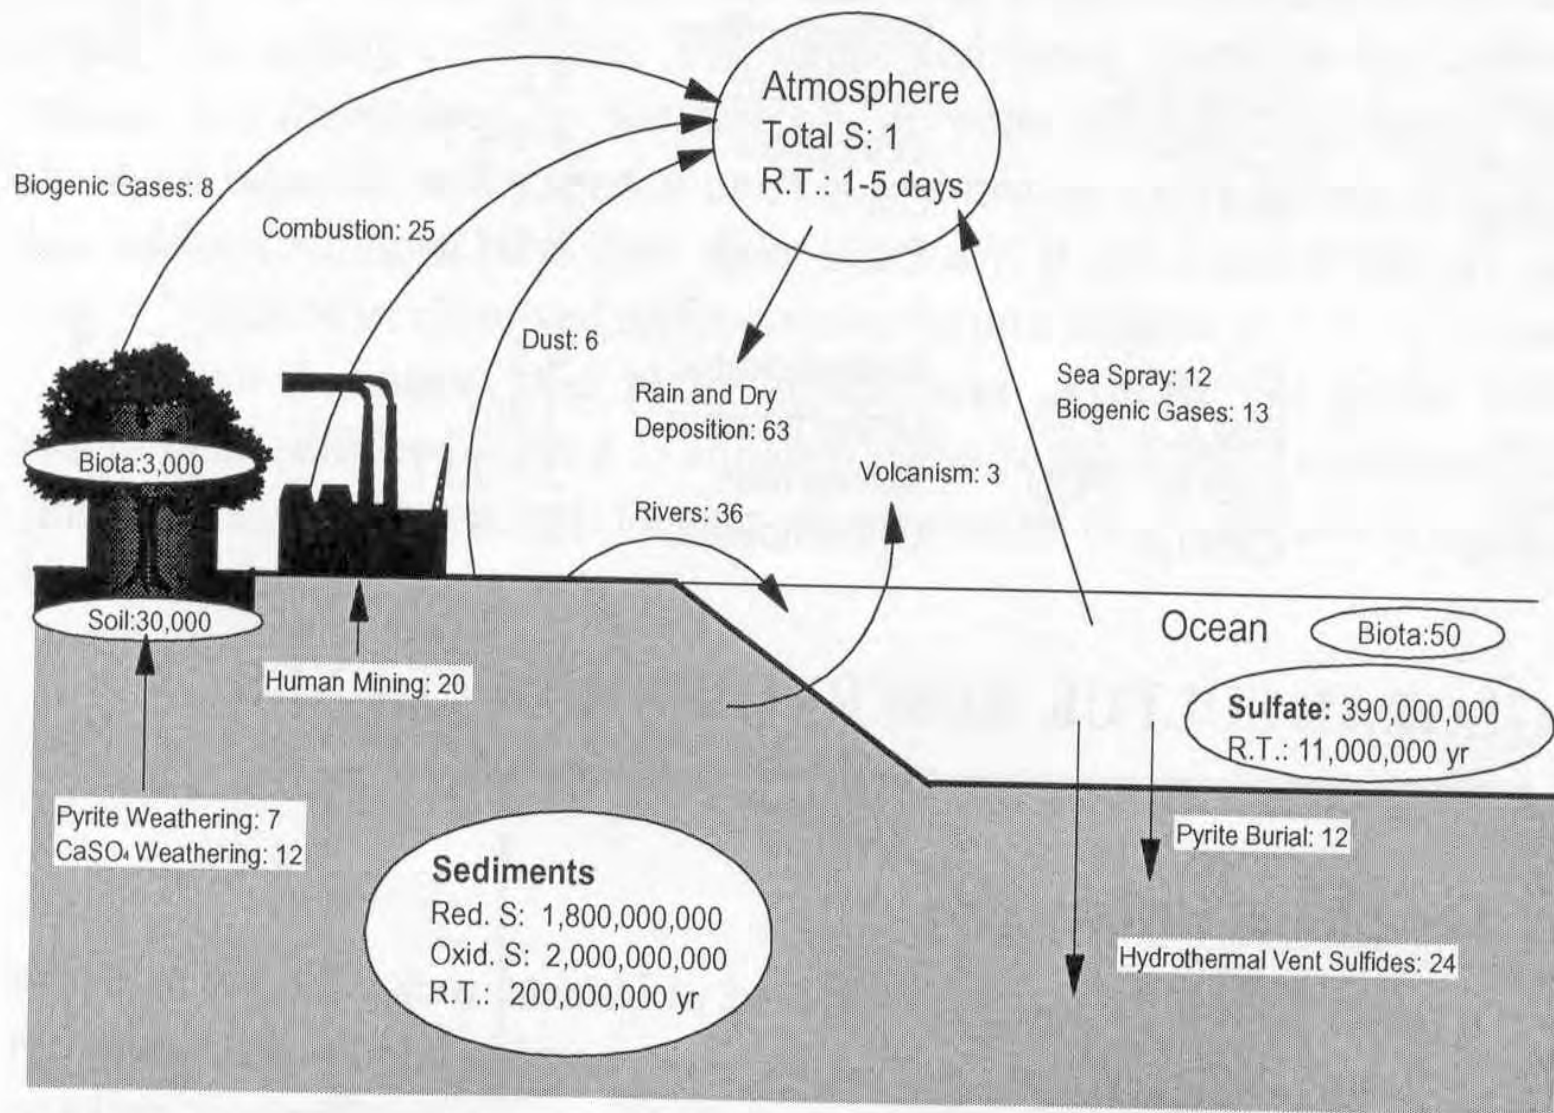 Atmosphere
Total S: 1
R.T.: 1-5 days
Biogenic Gases: 8
Combustion: 25
Dust: 6
Rain and Dry
Deposition: 63
Sea Spray: 12
Biogenic Gases: 13
Volcanism: 3
Rivers: 36
Biota:3,000
Soil:30,000
Human Mining: 20
Ocean
Biota:50
Sulfate: 390,000,000
R.T.: 11,000,000 yr
Pyrite Weathering: 7
CaSO₄ Weathering: 12
Pyrite Burial: 12
Sediments
Red. S: 1,800,000,000
Oxid. S: 2,000,000,000
R.T.: 200,000,000 yr
Hydrothermal Vent Sulfides: 24